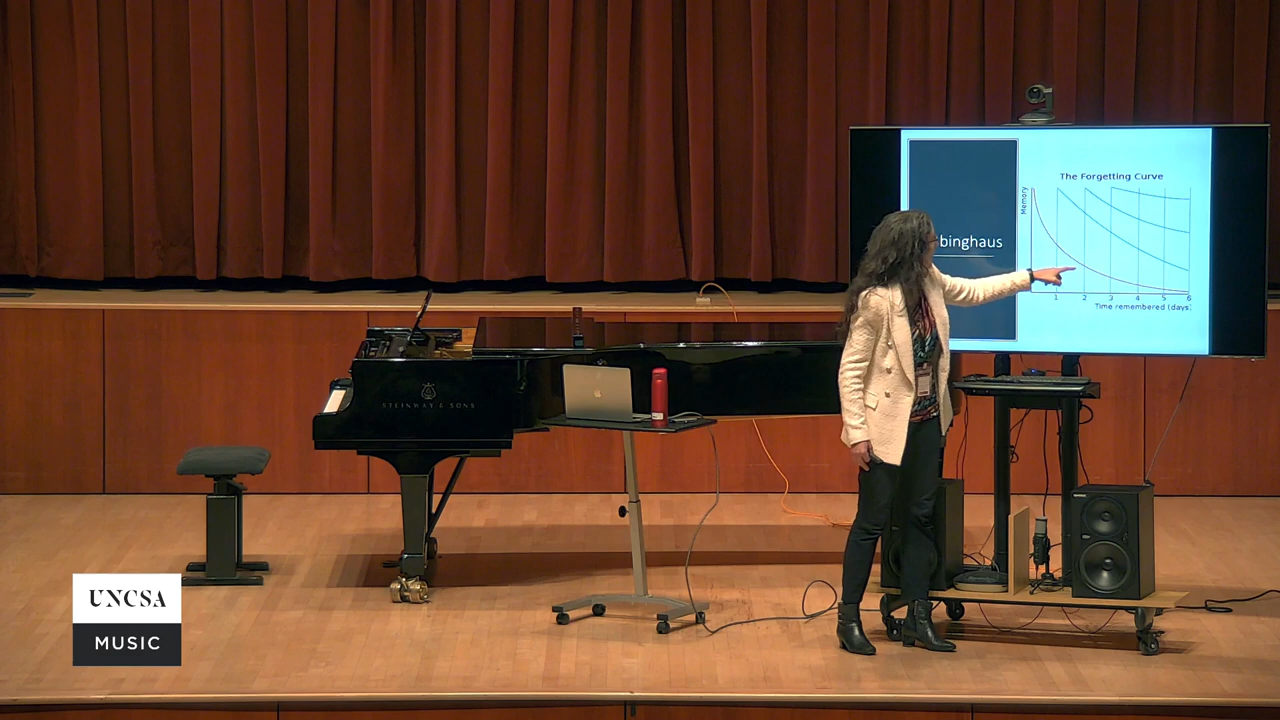 The Forgetting Curve
Memory
binghaus
1 2 3 4 5 6
Time remembered (days)
STEINWAY & SONS
UNCSA
MUSIC